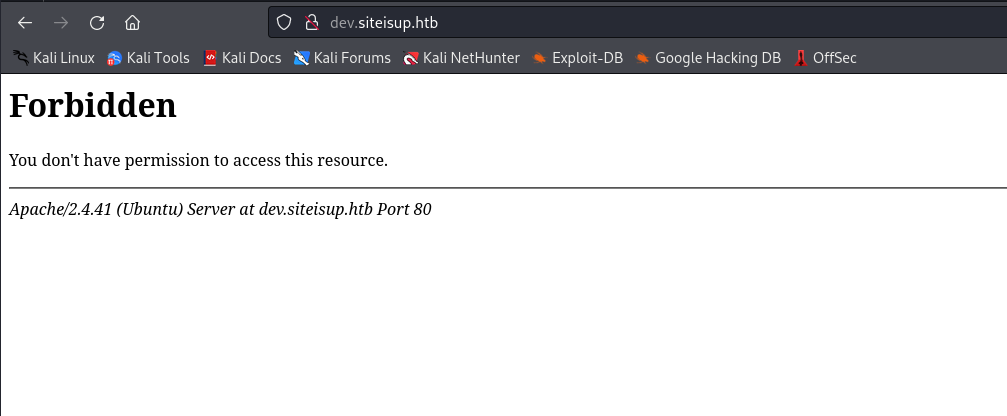 dev.siteisup.htb
Kali Linux Kali Tools Kali Docs Kali Forums Kali NetHunter Exploit-DB Google Hacking DB OffSec
Forbidden
You don't have permission to access this resource.
Apache/2.4.41 (Ubuntu) Server at dev.siteisup.htb Port 80